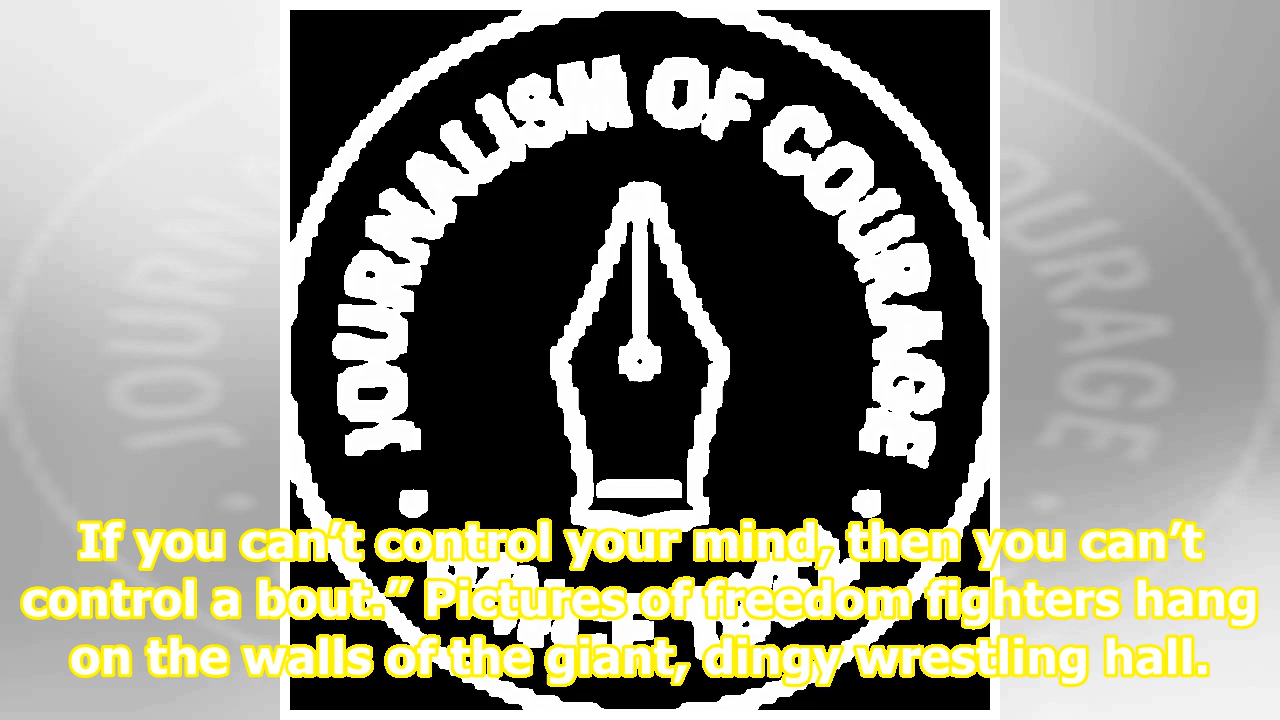 JOURNALISM OF COURAGE
If you can’t control your mind, then you can’t
control a bout.” Pictures of freedom fighters hang
on the walls of the giant, dingy wrestling hall.